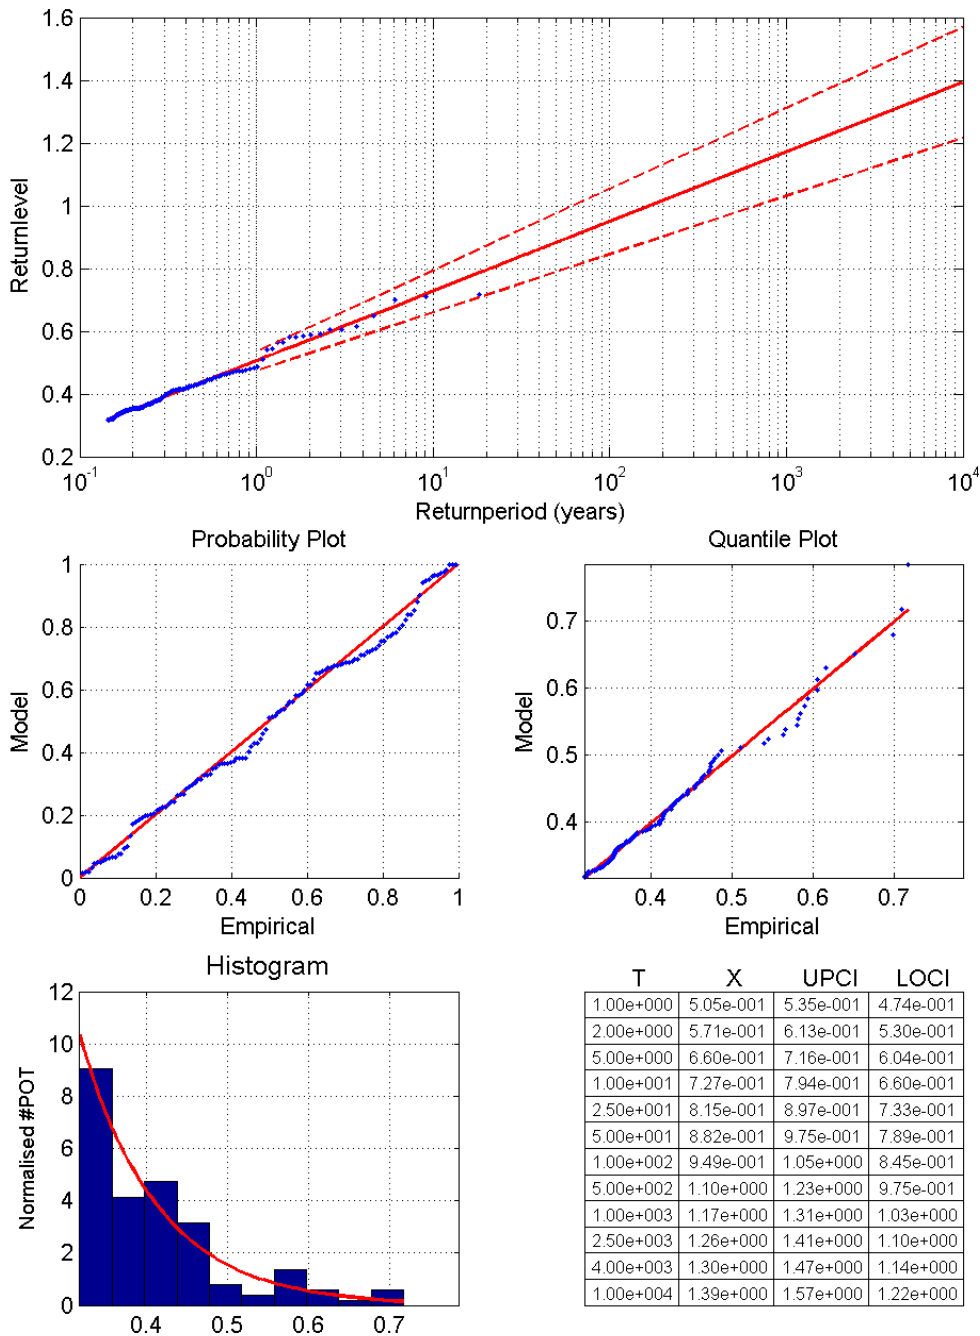 1.6
1.4
1.2
1
0.8
0.6
0.4
0.2
Returnlevel
10^-1
10^0
10^1
10^2
10^3
10^4
Returnperiod (years)
Probability Plot
1
0.8
0.6
0.4
0.2
0
Model
0 0.2 0.4 0.6 0.8 1
Empirical
Quantile Plot
0.7
0.6
0.5
0.4
Model
0.4 0.5 0.6 0.7
Empirical
Histogram
12
10
8
6
4
2
0
Normalised #POT
0.4 0.5 0.6 0.7
T X UPCI LOCI
1.00e+000 5.05e-001 5.35e-001 4.74e-001
2.00e+000 5.71e-001 6.13e-001 5.30e-001
5.00e+000 6.60e-001 7.16e-001 6.04e-001
1.00e+001 7.27e-001 7.94e-001 6.60e-001
2.50e+001 8.15e-001 8.97e-001 7.33e-001
5.00e+001 8.82e-001 9.75e-001 7.89e-001
1.00e+002 9.49e-001 1.05e+000 8.45e-001
5.00e+002 1.10e+000 1.23e+000 9.75e-001
1.00e+003 1.17e+000 1.31e+000 1.03e+000
2.50e+003 1.26e+000 1.41e+000 1.10e+000
4.00e+003 1.30e+000 1.47e+000 1.14e+000
1.00e+004 1.39e+000 1.57e+000 1.22e+000